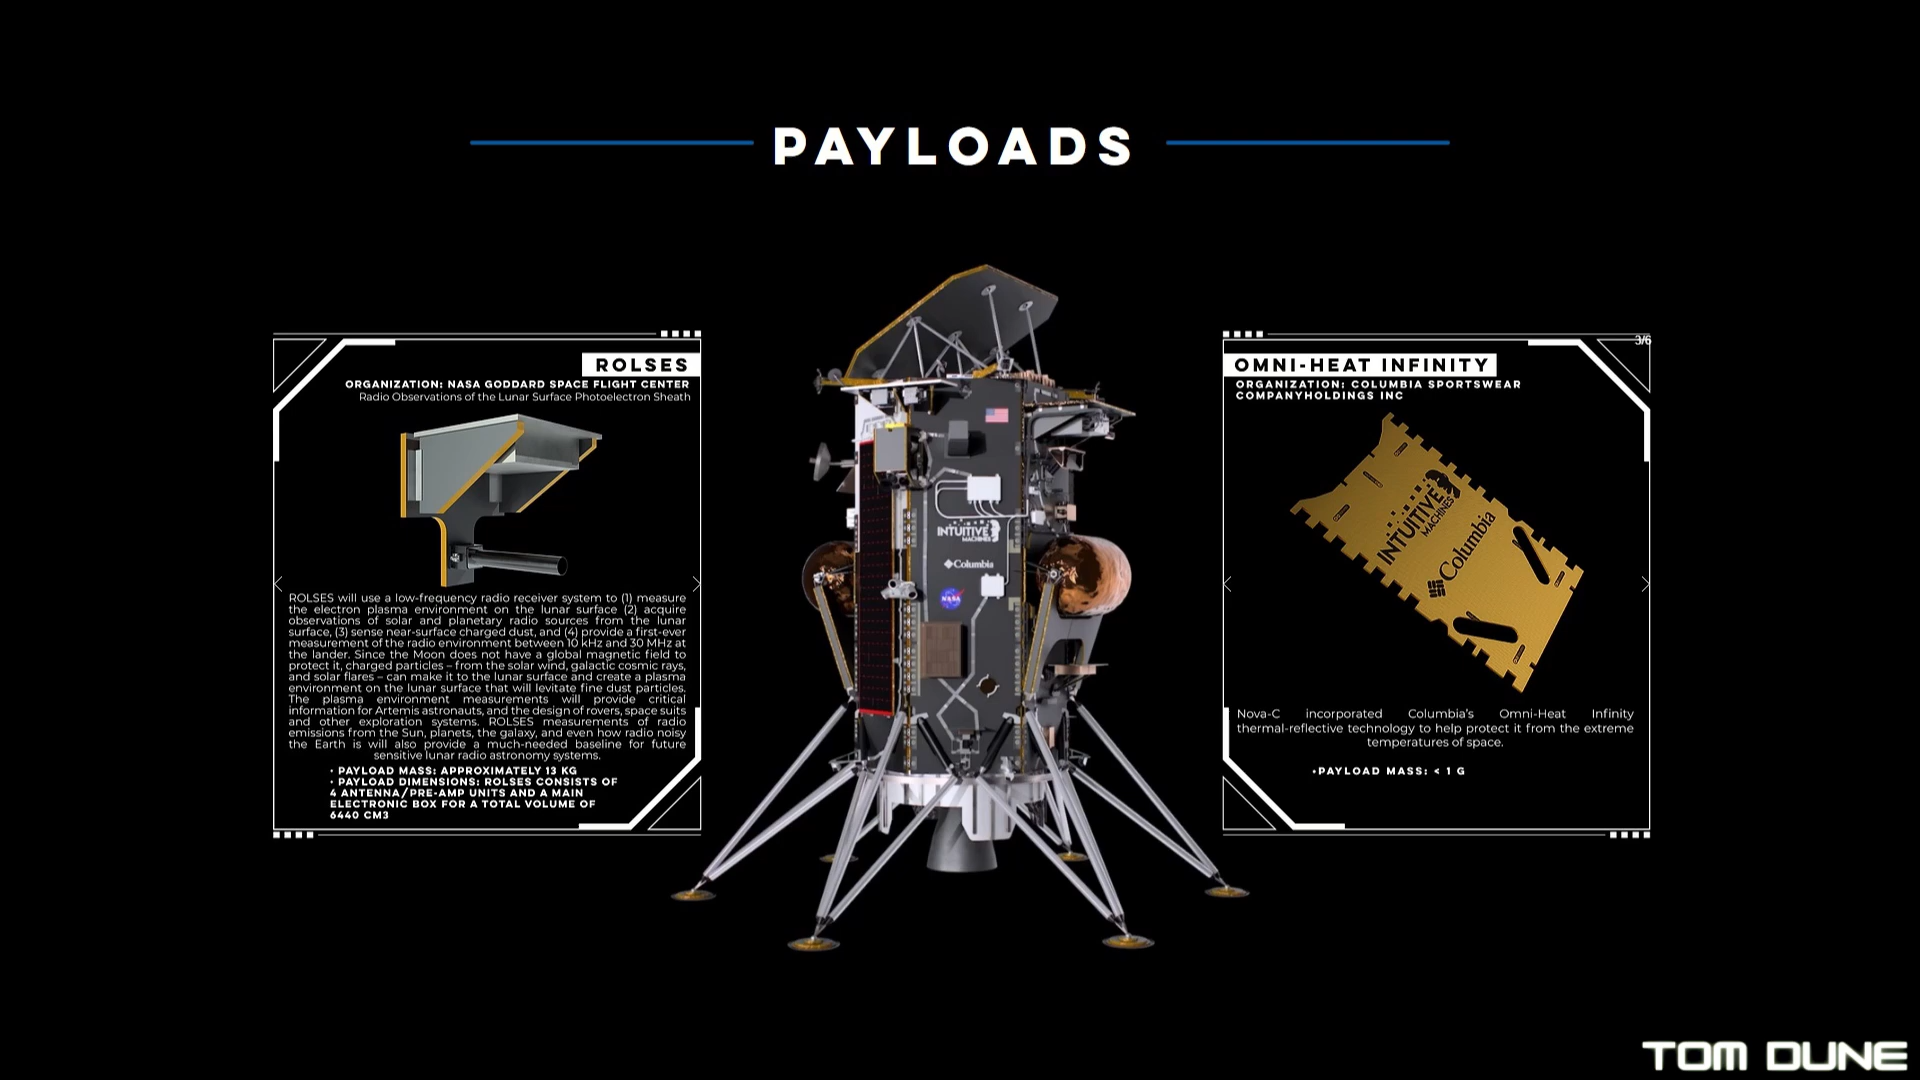 PAYLOADS
ROLSES
ORGANIZATION: NASA GODDARD SPACE FLIGHT CENTER
Radio Observations of the Lunar Surface Photoelectron Sheath
ROLSES will use a low-frequency radio receiver system to (1) measure
the electron plasma environment on the lunar surface (2) acquire
observations of solar and planetary radio sources from the lunar
surface, (3) sense near-surface charged dust, and (4) provide a first-ever
measurement of the radio environment between 10 kHz and 30 MHz at
the lander. Since the Moon does not have a global magnetic field to
protect it, charged particles – from the solar wind, galactic cosmic rays,
and solar flares – can make it to the lunar surface and create a plasma
environment on the lunar surface that will levitate fine dust particles.
The plasma environment measurements will provide critical
information for Artemis astronauts, and the design of rovers, space suits
and other exploration systems. ROLSES measurements of radio
emissions from the Sun, planets, the galaxy, and even how radio noisy
the Earth is will also provide a much-needed baseline for future
sensitive lunar radio astronomy systems.
• PAYLOAD MASS: APPROXIMATELY 13 KG
• PAYLOAD DIMENSIONS: ROLSES CONSISTS OF
4 ANTENNA/PRE-AMP UNITS AND A MAIN
ELECTRONIC BOX FOR A TOTAL VOLUME OF
6440 CM3
INTUITIVE
MACHINES
Columbia
NASA
3/6
OMNI-HEAT INFINITY
ORGANIZATION: COLUMBIA SPORTSWEAR
COMPANYHOLDINGS INC
INTUITIVE
MACHINES
Columbia
Nova-C incorporated Columbia's Omni-Heat Infinity
thermal-reflective technology to help protect it from the extreme
temperatures of space.
•PAYLOAD MASS: < 1 G
TOM DUNE